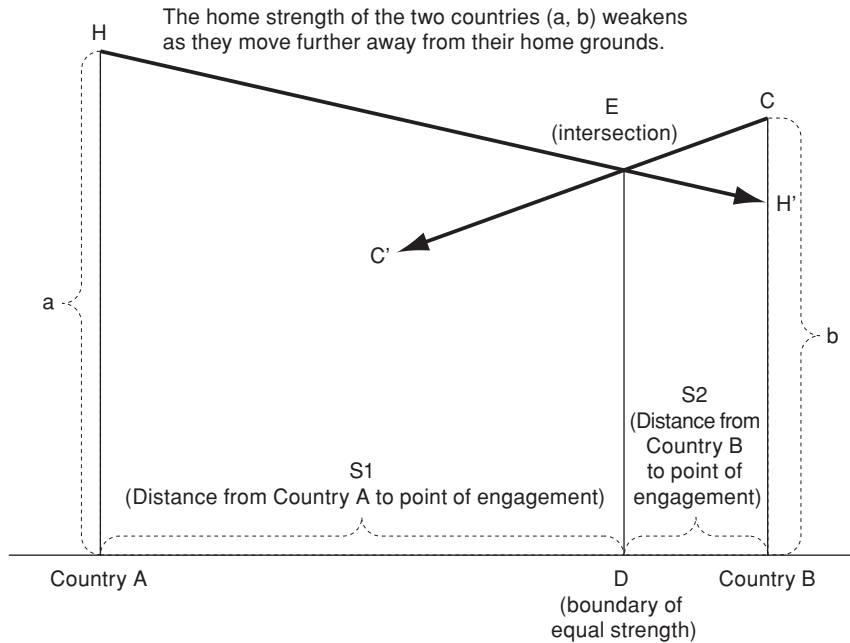 The home strength of the two countries (a, b) weakens
as they move further away from their home grounds.
H
E
(intersection)
C
H'
C'
a
b
S1
(Distance from Country A to point of engagement)
S2
(Distance from
Country B
to point of
engagement)
Country A
D
(boundary of
equal strength)
Country B